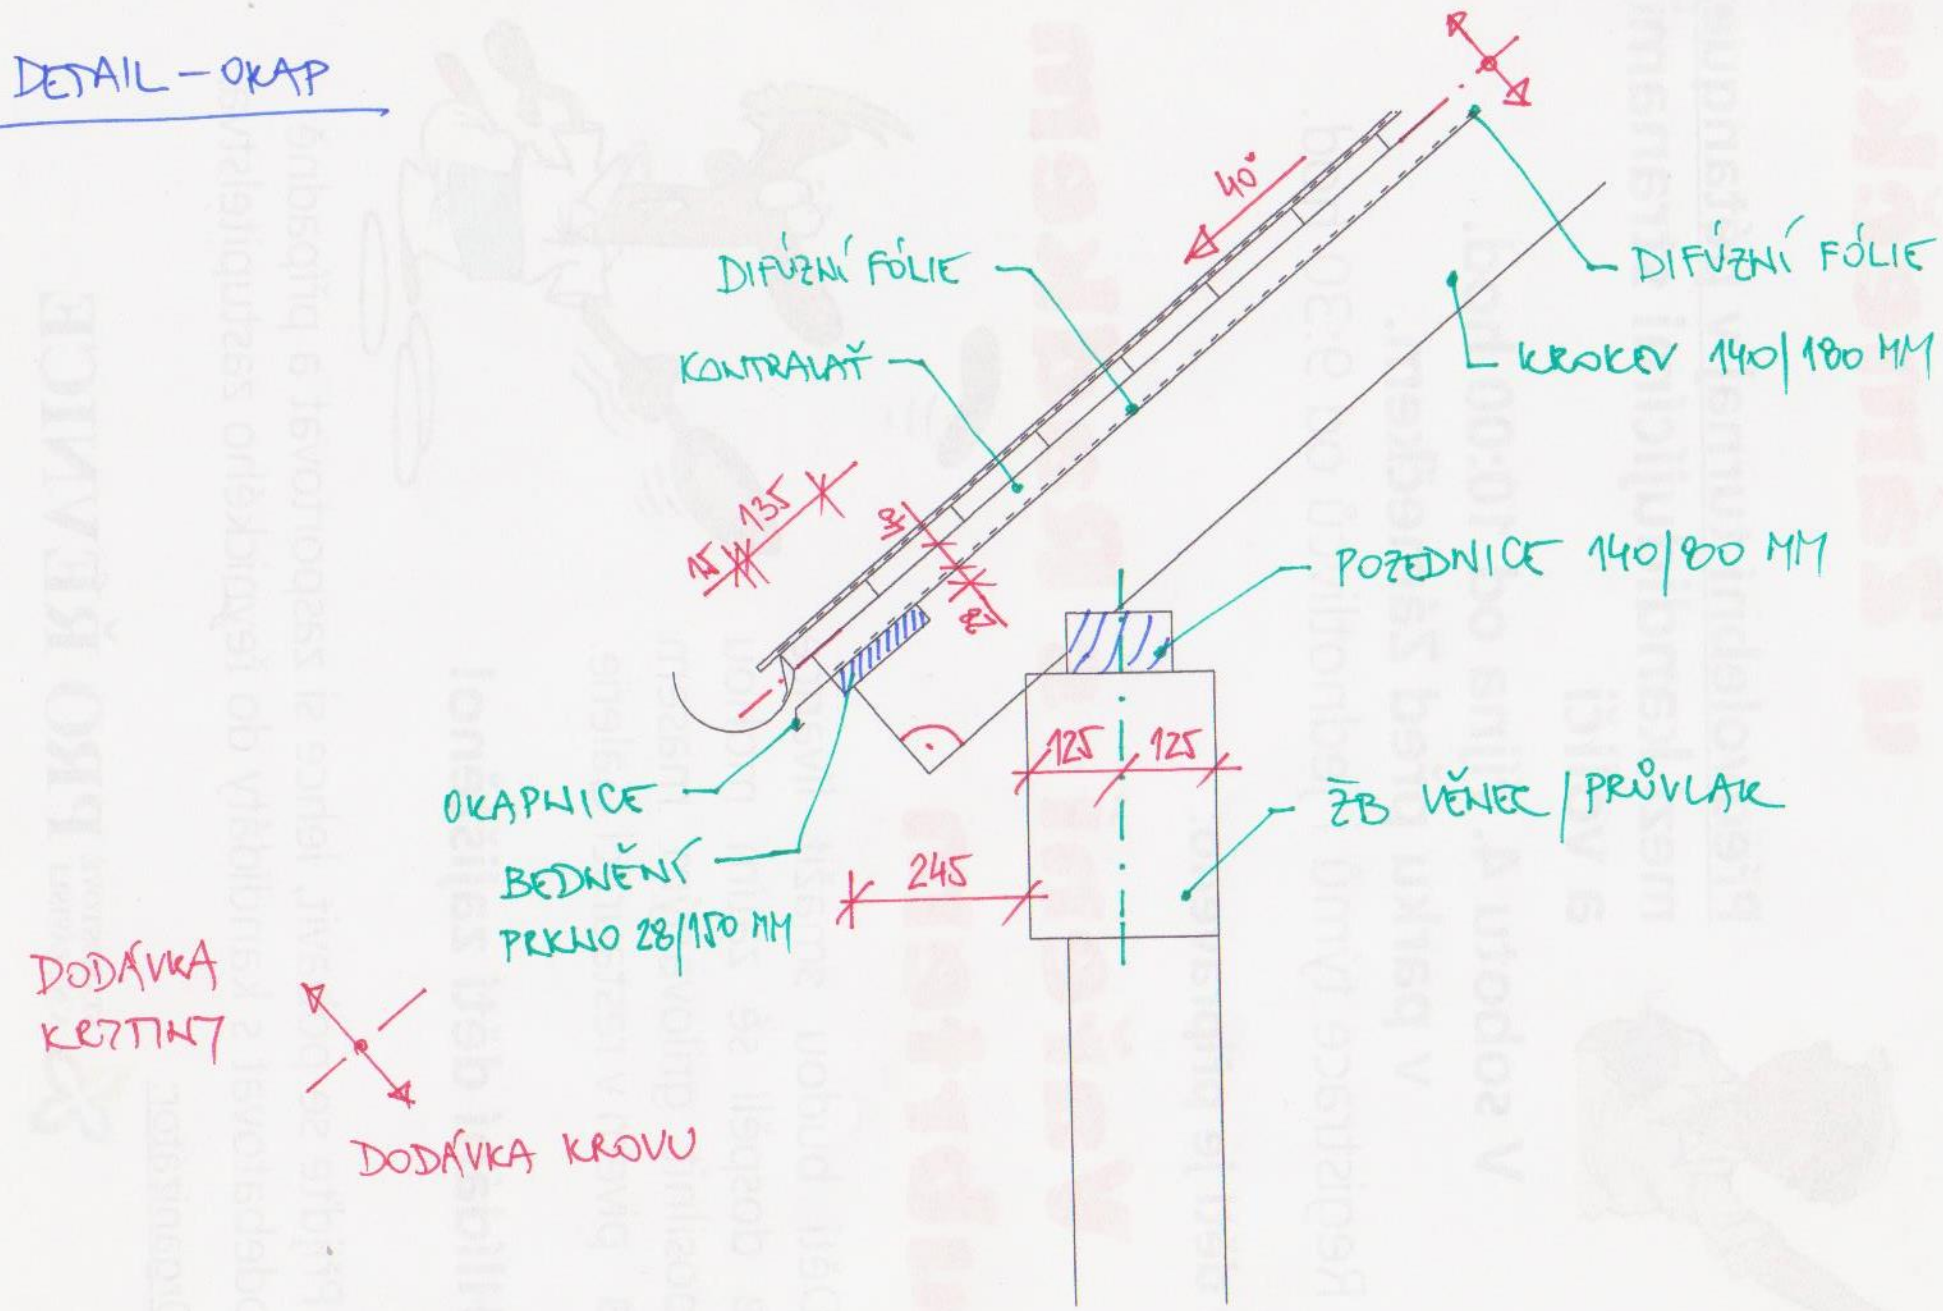 DETAIL - OKAP
40°
DIFÚZNÍ FÓLIE
DIFÚZNÍ FÓLIE
KONTRALAŤ
KROKEV 140/180 MM
135
15
POZEDNICE 140/80 MM
125
125
OKAPNICE
ŽB VĚNEC / PRŮVLAK
BEDNĚNÍ
PRKNO 28/150 MM
245
DODÁVKA
KRYTINY
DODÁVKA KROVU